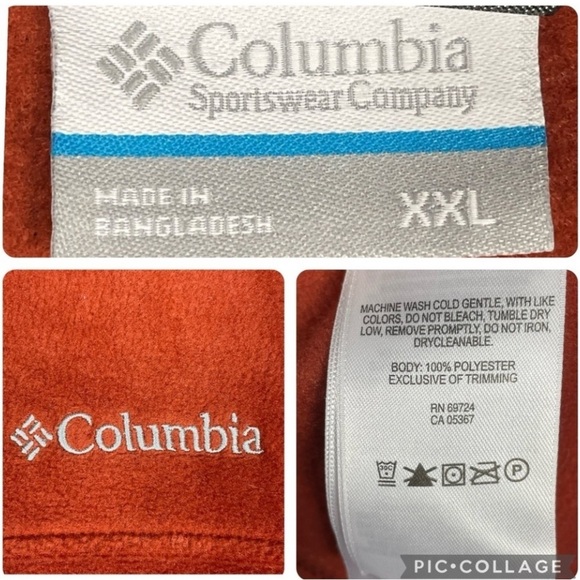 Columbia
Sportswear Company
MADE IN
BANGLADESH
XXL
Columbia
MACHINE WASH COLD GENTLE, WITH LIKE
COLORS, DO NOT BLEACH, TUMBLE DRY
LOW, REMOVE PROMPTLY, DO NOT IRON,
DRYCLEANABLE.
BODY: 100% POLYESTER
EXCLUSIVE OF TRIMMING
RN 69724
CA 05367
30C
P
PIC•COLLAGE